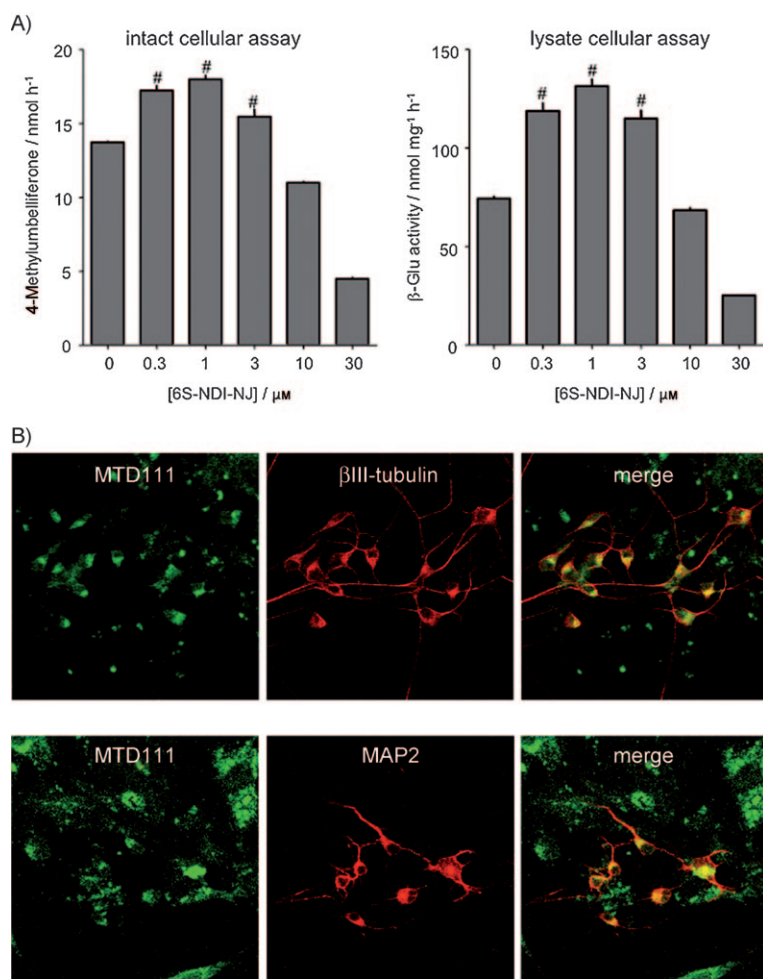 A)
intact cellular assay
4-Methylumbelliferone / nmol h⁻¹
20
15
10
5
0
# # #
0 0.3 1 3 10 30
[6S-NDI-NJ] / μM
lysate cellular assay
β-Glu activity / nmol mg⁻¹ h⁻¹
150
100
50
0
# # #
0 0.3 1 3 10 30
[6S-NDI-NJ] / μM
B)
MTD111 βIII-tubulin merge
MTD111 MAP2 merge